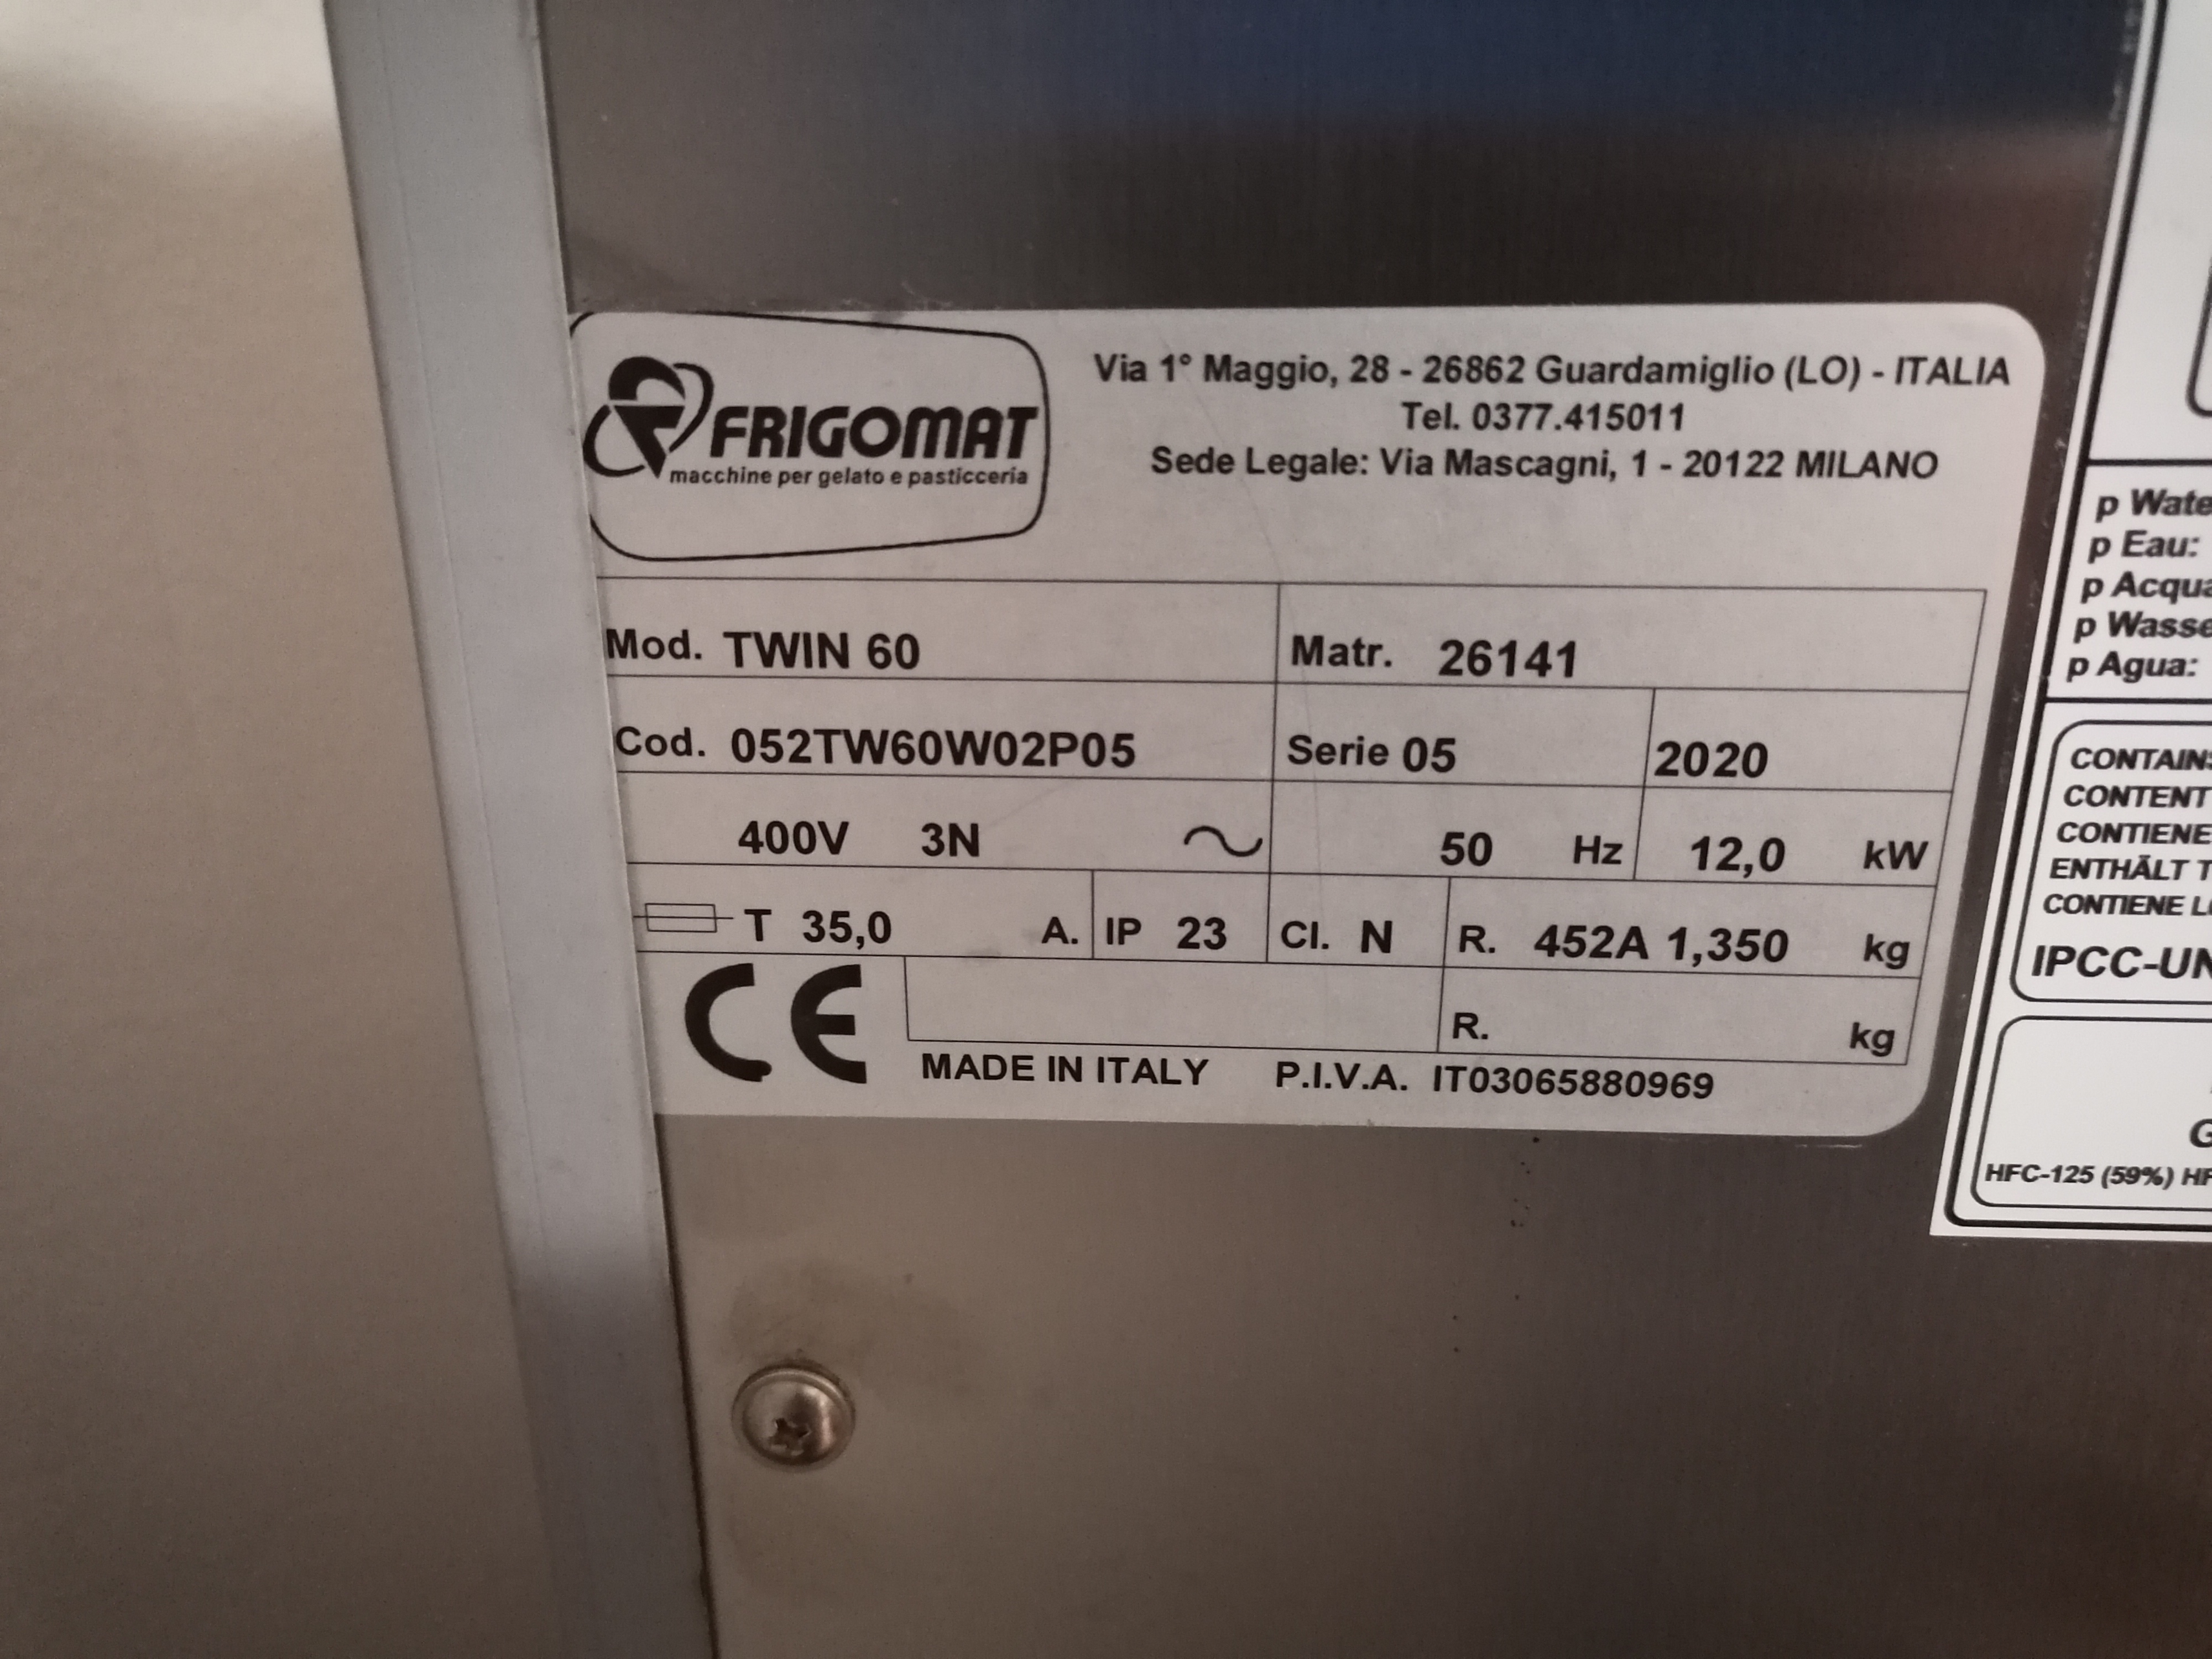 FRIGOMAT
macchine per gelato e pasticceria
Via 1° Maggio, 28 - 26862 Guardamiglio (LO) - ITALIA
Tel. 0377.415011
Sede Legale: Via Mascagni, 1 - 20122 MILANO
Mod. TWIN 60 Matr. 26141
Cod. 052TW60W02P05 Serie 05 2020
400V 3N ~ 50 Hz 12,0 kW
T 35,0 A. IP 23 Cl. N R. 452A 1,350 kg
R. kg
CE
MADE IN ITALY P.I.V.A. IT03065880969
p
p Eau:
p
p
p Agua:
CONTIENE
ENTHÄLT
CONTIENE
HFC-125 (59%)